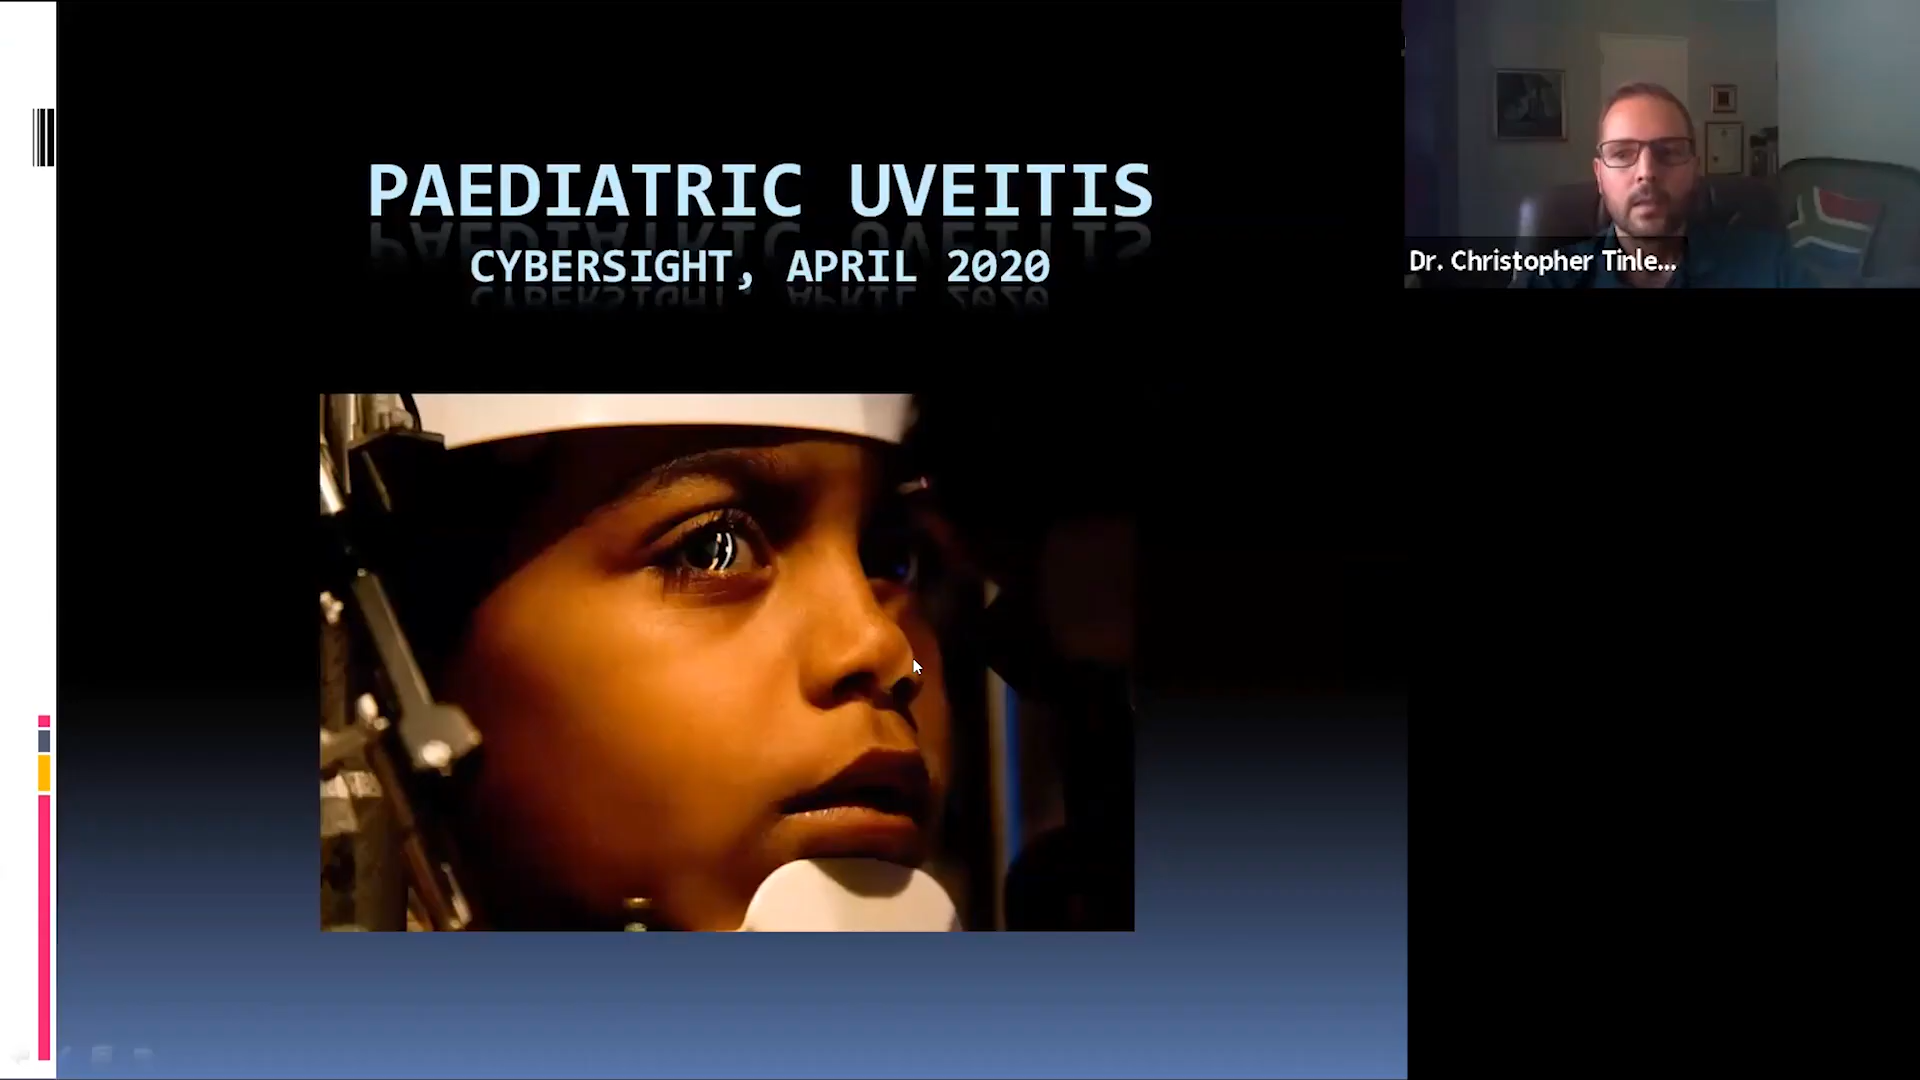 PAEDIATRIC UVEITIS
CYBERSIGHT, APRIL 2020
Dr. Christopher Tinle...